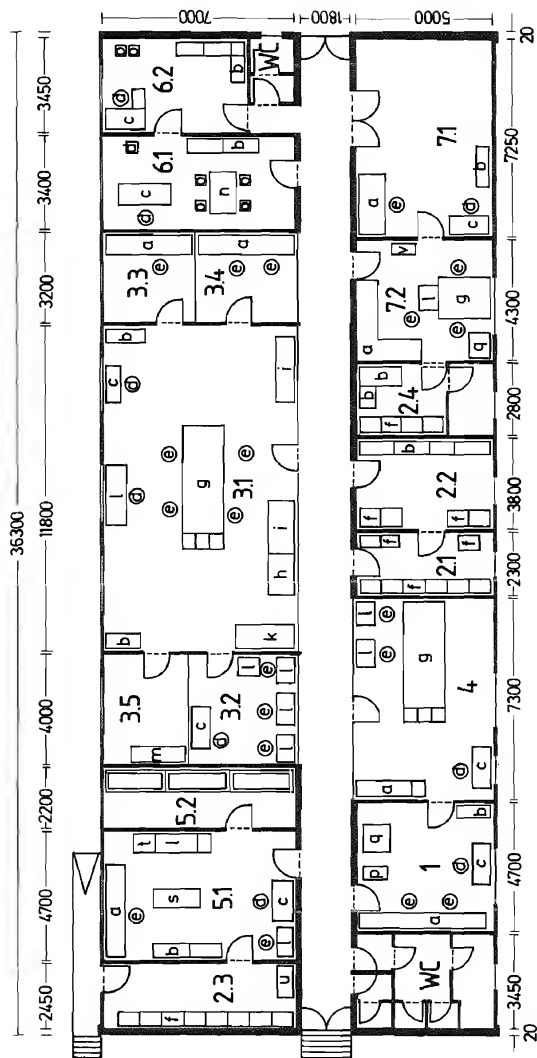 36300
2450 4700 2200 4000 11800 3200 3400 3450
7000
1800
5000
2.3
f
u
5.1
a
e
b
s
t
l
e
l
d
c
5.2
3.5
m
3.2
c
d
l
e
e
l
e
l
e
l
3.1
b
l
d
c
d
b
g
e
e
e
e
k
h
i
3.3
a
e
3.4
a
e
e
6.1
c
d
n
b
6.2
c
d
b
WC
WC
1
a
e
e
p
q
d
c
b
4
a
d
c
g
e
l
e
l
2.1
f
f
2.2
f
f
b
2.4
f
b
b
7.2
a
e
e
e
l
g
q
v
7.1
a
e
d
c
b
20 3450 4700 7300 2300 3800 2800 4300 7250 20